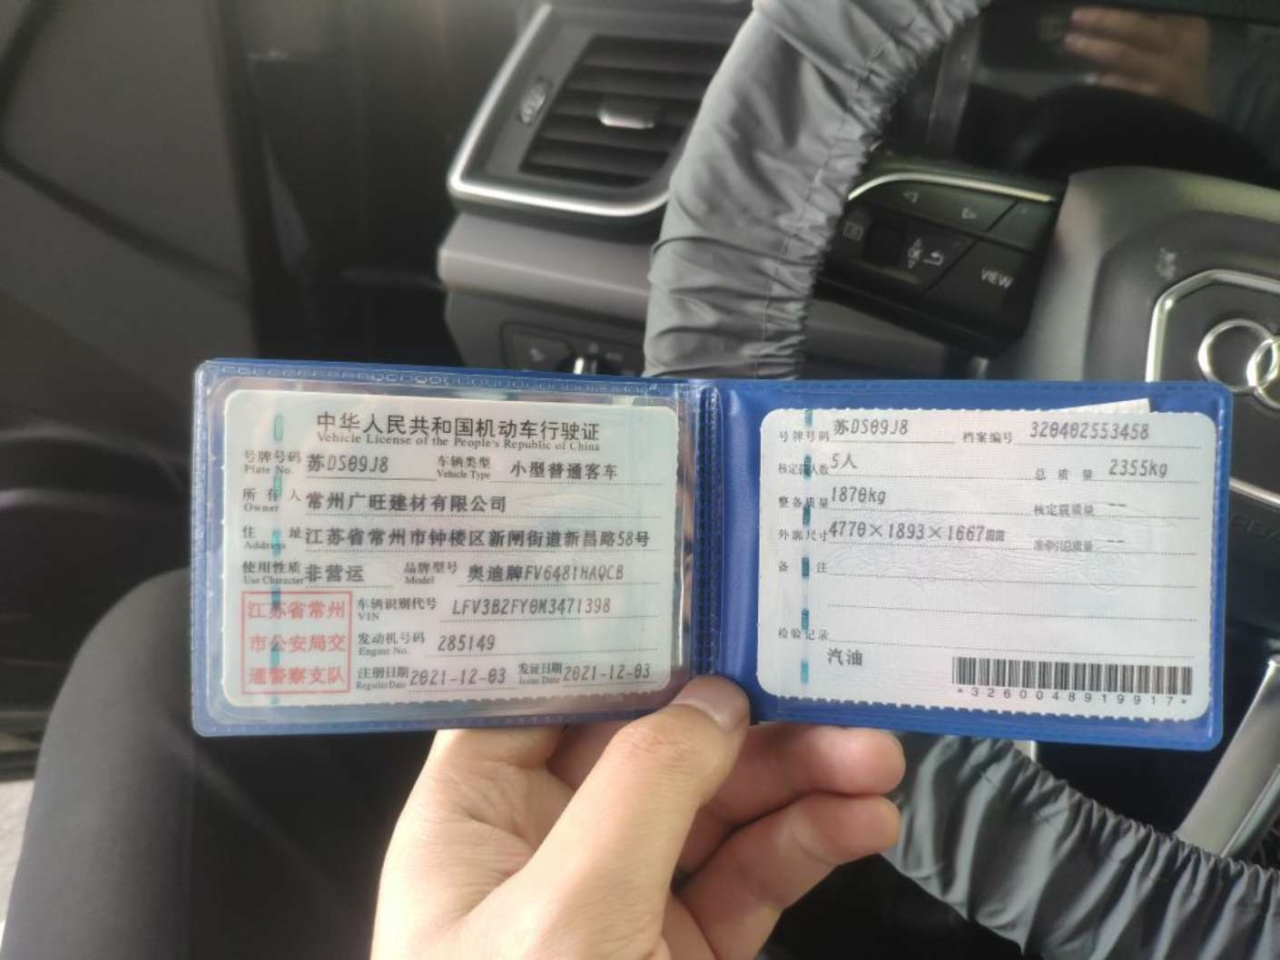 VIEW
中华人民共和国机动车行驶证
Vehicle License of the People's Republic of China
号牌号码 Plate No. 苏DS09J8 车辆类型 Vehicle Type 小型普通客车
所有人 Owner 常州广旺建材有限公司
住址 Address 江苏省常州市钟楼区新闸街道新昌路58号
使用性质 Use Character 非营运 品牌型号 Model 奥迪牌FV6481HAQCB
江苏省常州
市公安局交
通警察支队
车辆识别代号 VIN LFV3B2FY0M3471398
发动机号码 Engine No. 285149
注册日期 Register Date 2021-12-03 发证日期 Issue Date 2021-12-03
号牌号码 苏DS09J8 档案编号 320402553458
核定载人数 5人 总质量 2355kg
整备质量 1870kg 核定载质量 --
外廓尺寸 4770×1893×1667 准牵引总质量 --
备注
检验记录
汽油
*3260048919917*